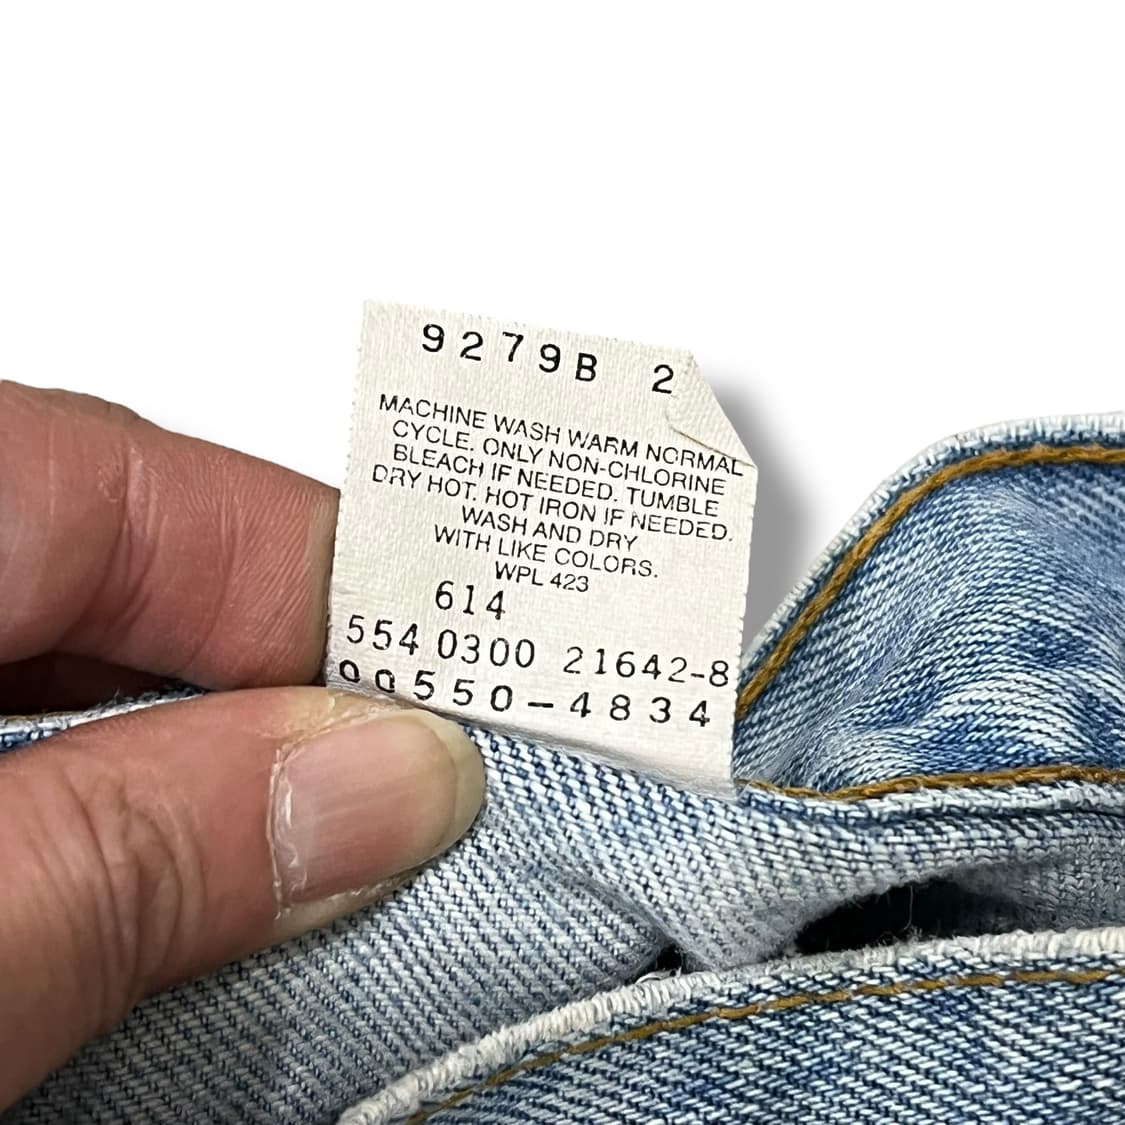 9279B 2
MACHINE WASH WARM NORMAL
CYCLE. ONLY NON-CHLORINE
BLEACH IF NEEDED. TUMBLE
DRY HOT. HOT IRON IF NEEDED.
WASH AND DRY
WITH LIKE COLORS.
WPL 423
614
554 0300 21642-8
00550-4834